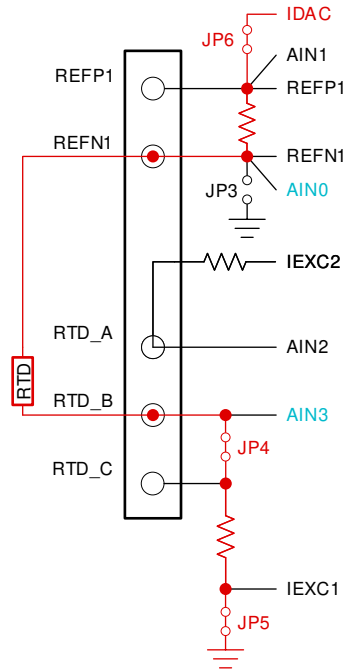 IDAC
JP6
AIN1
REFP1
REFP1
REFN1
REFN1
JP3
AIN0
IEXC2
RTD_A
AIN2
RTD
RTD_B
AIN3
JP4
RTD_C
IEXC1
JP5